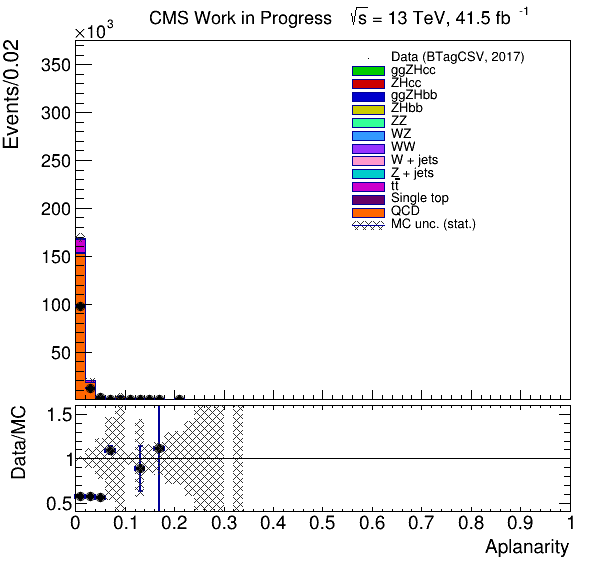 CMS Work in Progress √s = 13 TeV, 41.5 fb⁻¹
×10³
Events/0.02
350
300
250
200
150
100
50
Data (BTagCSV, 2017)
ggZHcc
ZHcc
ggZHbb
ZHbb
ZZ
WZ
WW
W + jets
Z + jets
tt̅
Single top
QCD
MC unc. (stat.)
Data/MC
1.5
1
0.5
0 0.1 0.2 0.3 0.4 0.5 0.6 0.7 0.8 0.9 1
Aplanarity